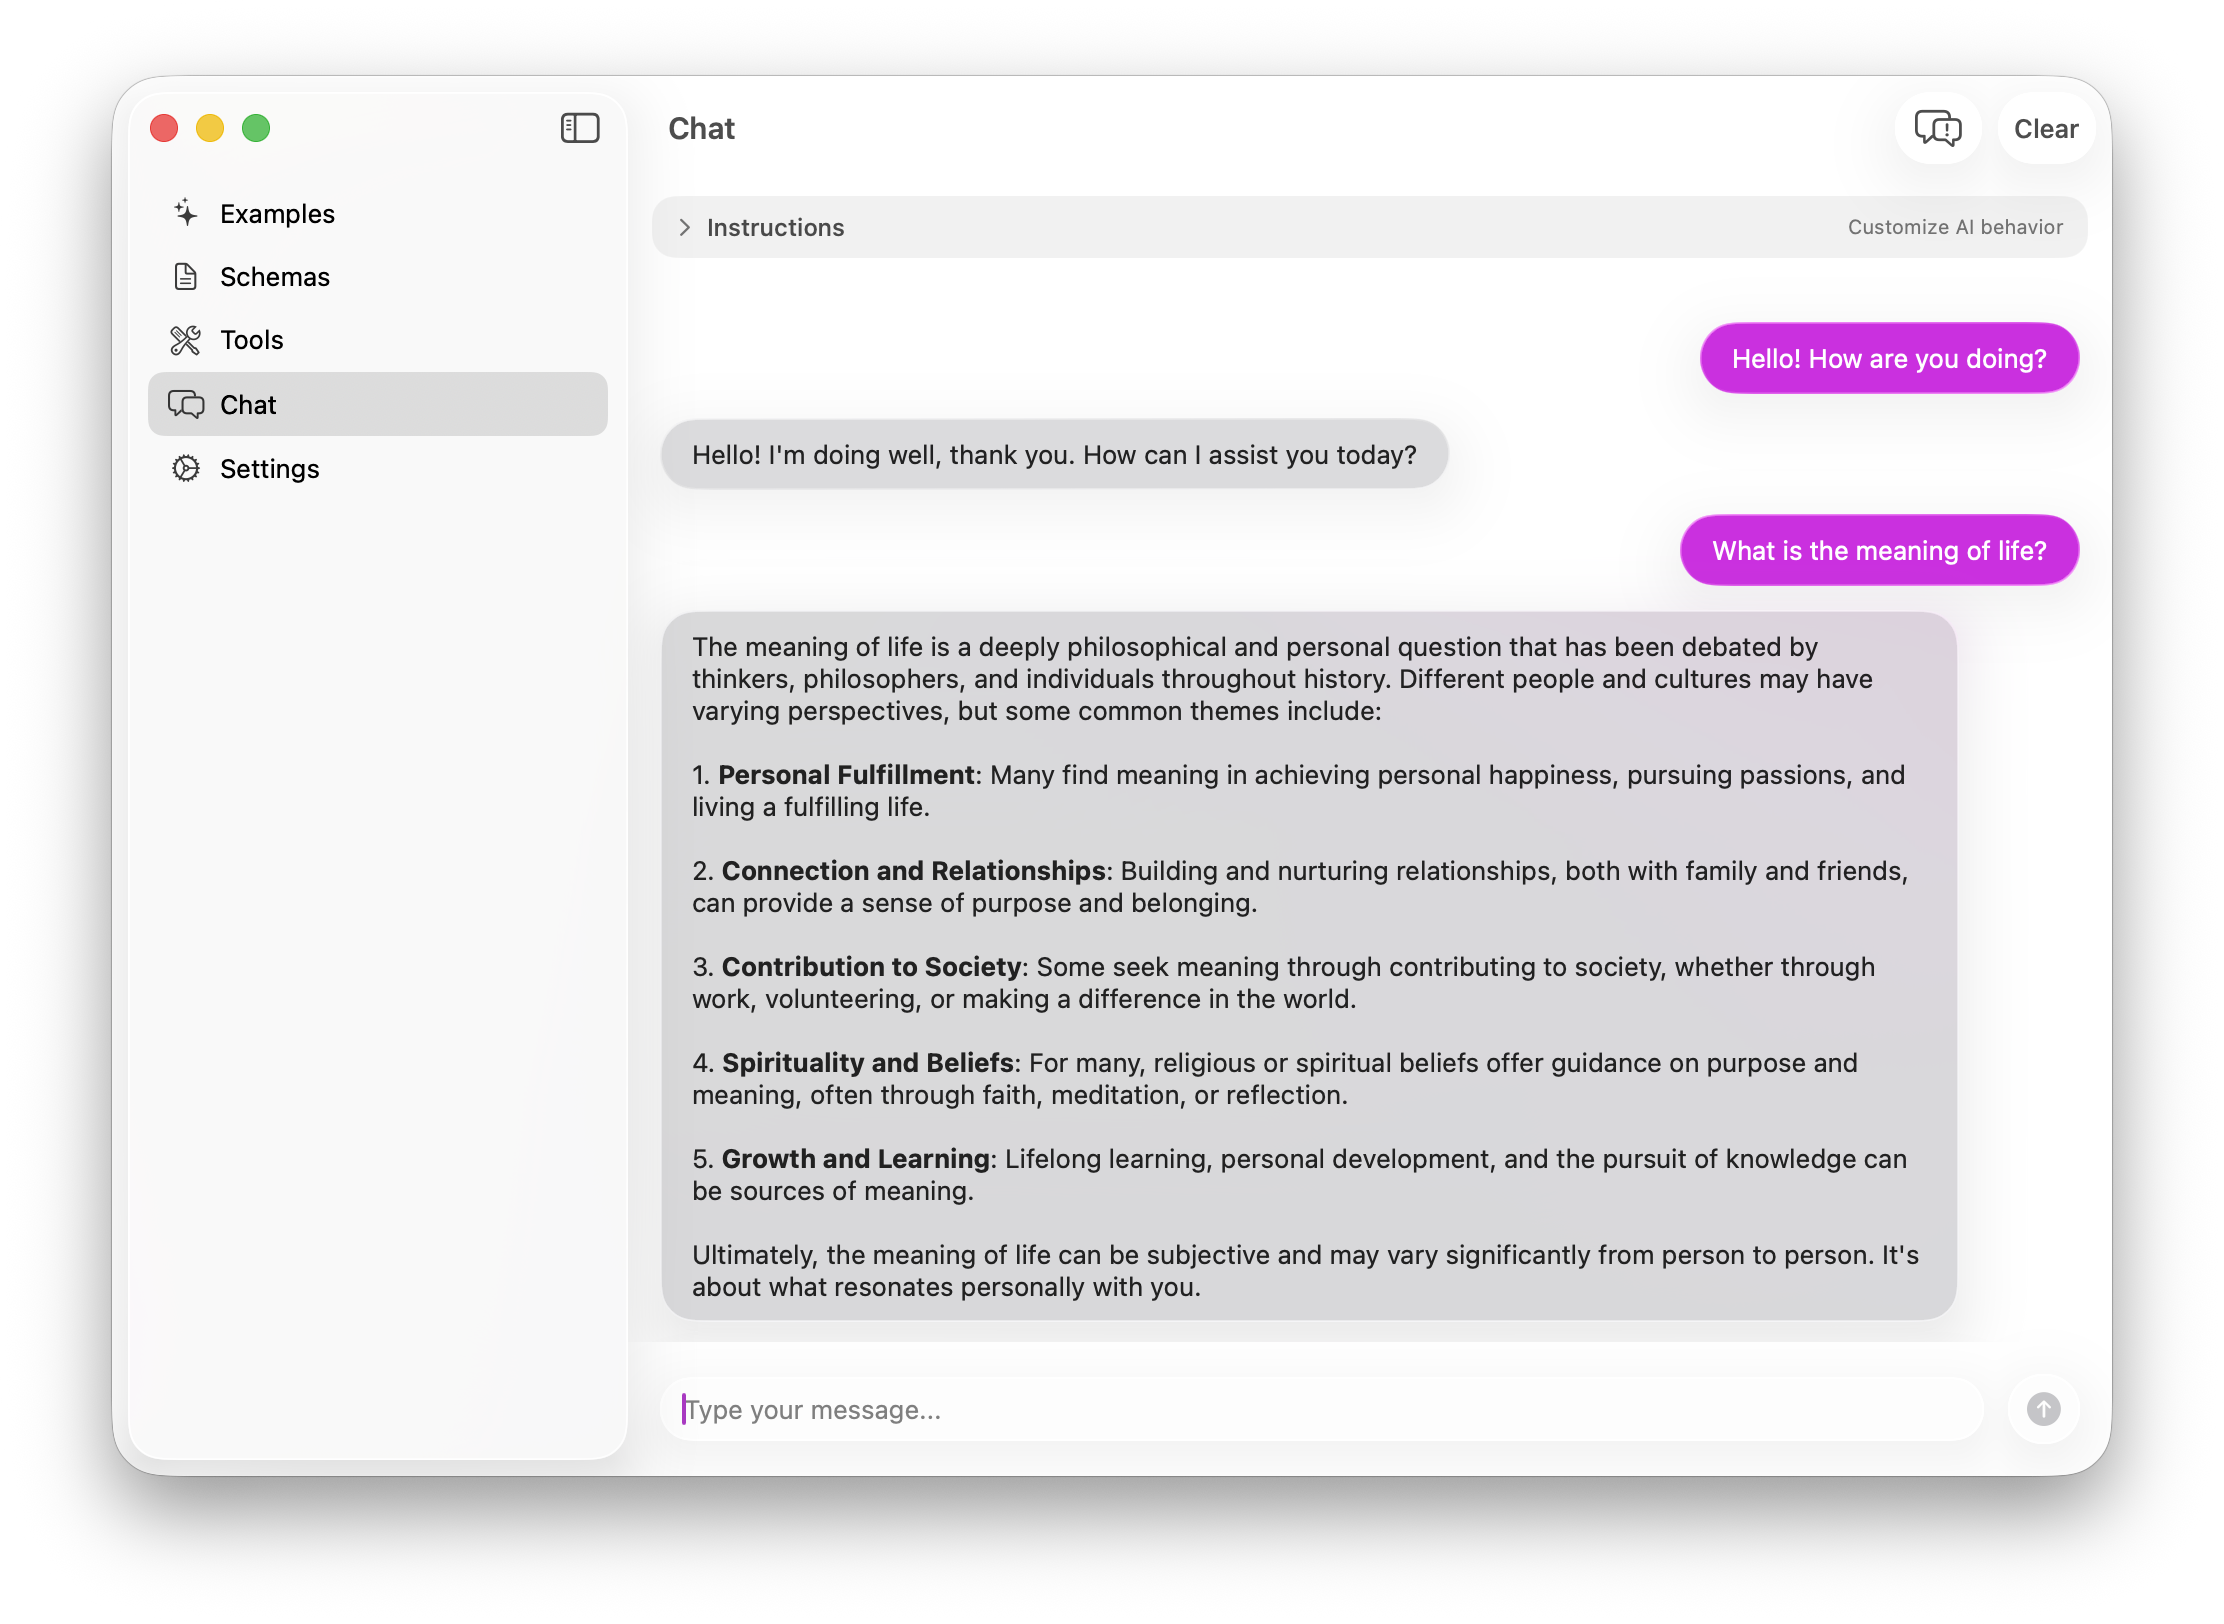 Examples
Schemas
Tools
Chat
Settings
Chat
Clear
Instructions
Customize AI behavior
Hello! How are you doing?
Hello! I'm doing well, thank you. How can I assist you today?
What is the meaning of life?
The meaning of life is a deeply philosophical and personal question that has been debated by
thinkers, philosophers, and individuals throughout history. Different people and cultures may have
varying perspectives, but some common themes include:
1. Personal Fulfillment: Many find meaning in achieving personal happiness, pursuing passions, and
living a fulfilling life.
2. Connection and Relationships: Building and nurturing relationships, both with family and friends,
can provide a sense of purpose and belonging.
3. Contribution to Society: Some seek meaning through contributing to society, whether through
work, volunteering, or making a difference in the world.
4. Spirituality and Beliefs: For many, religious or spiritual beliefs offer guidance on purpose and
meaning, often through faith, meditation, or reflection.
5. Growth and Learning: Lifelong learning, personal development, and the pursuit of knowledge can
be sources of meaning.
Ultimately, the meaning of life can be subjective and may vary significantly from person to person. It's
about what resonates personally with you.
Type your message...